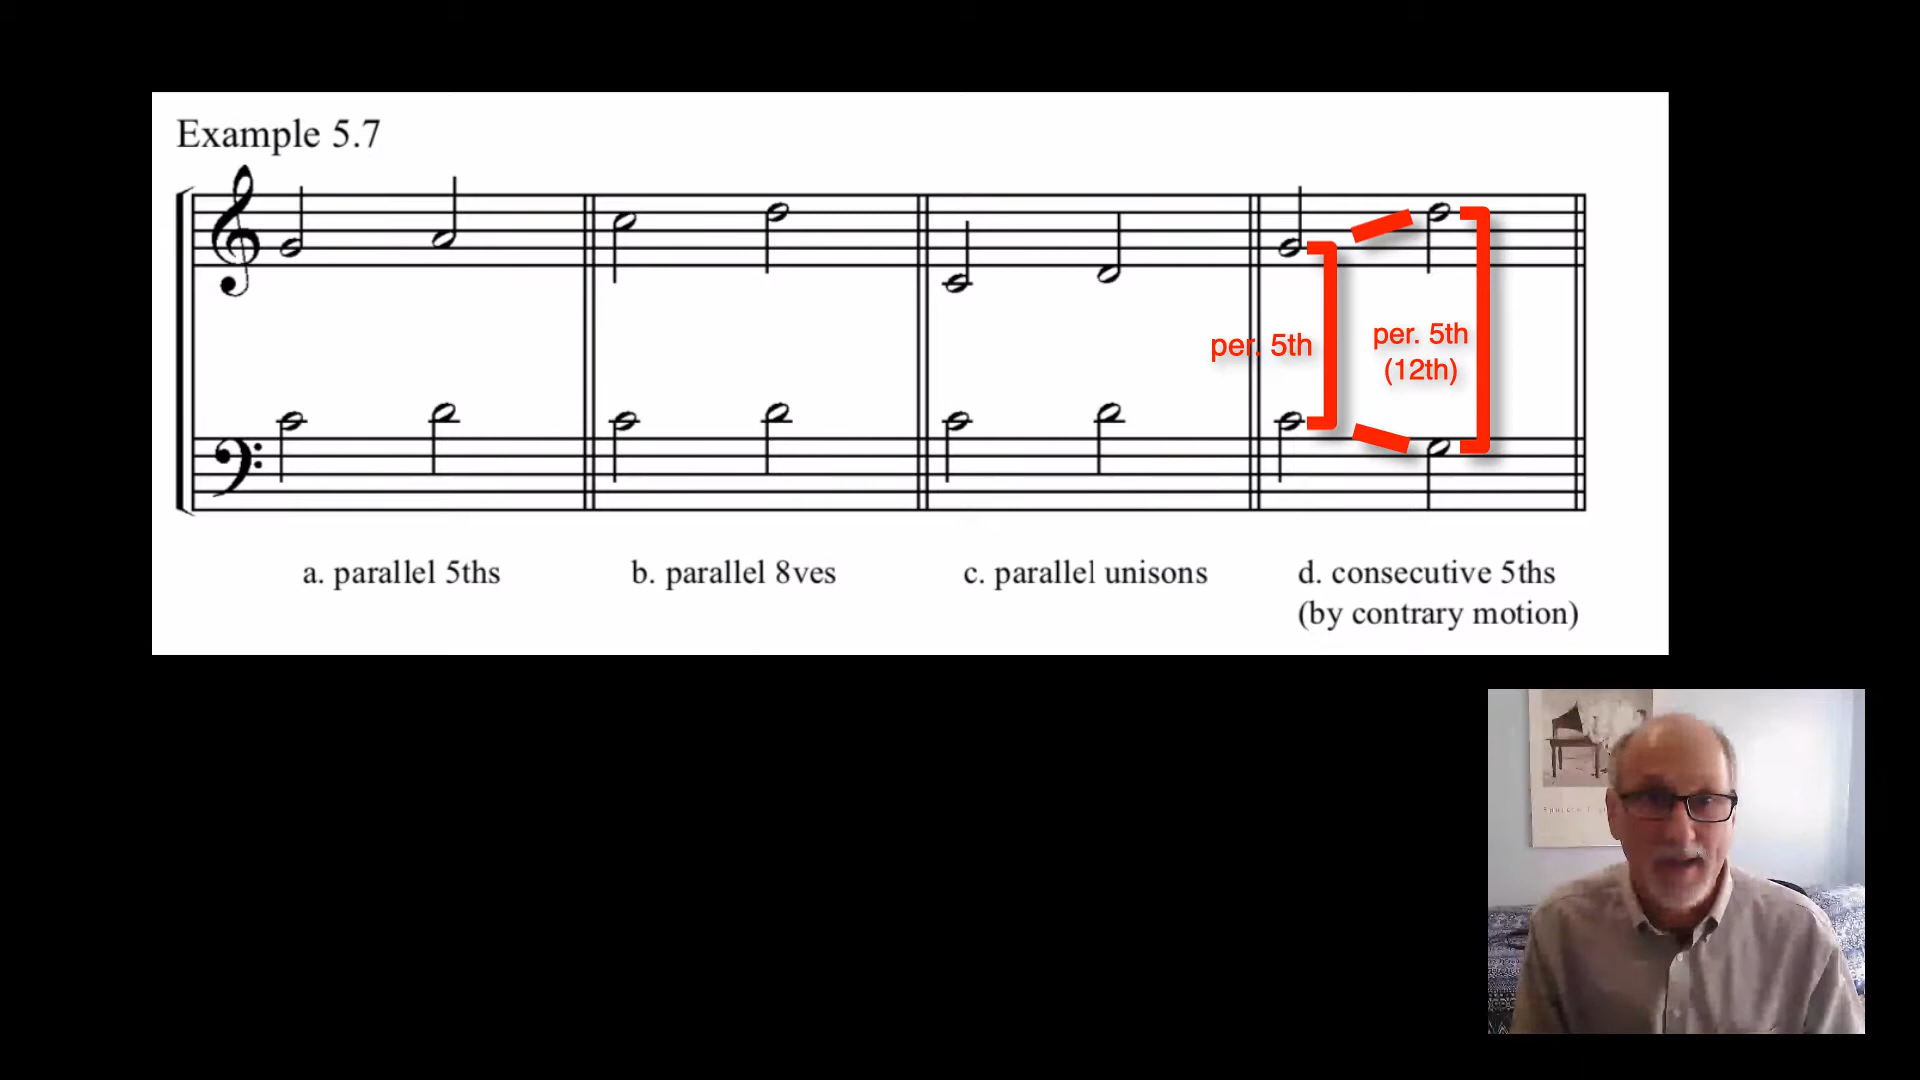 Example 5.7
per. 5th
per. 5th
(12th)
a. parallel 5ths
b. parallel 8ves
c. parallel unisons
d. consecutive 5ths
(by contrary motion)